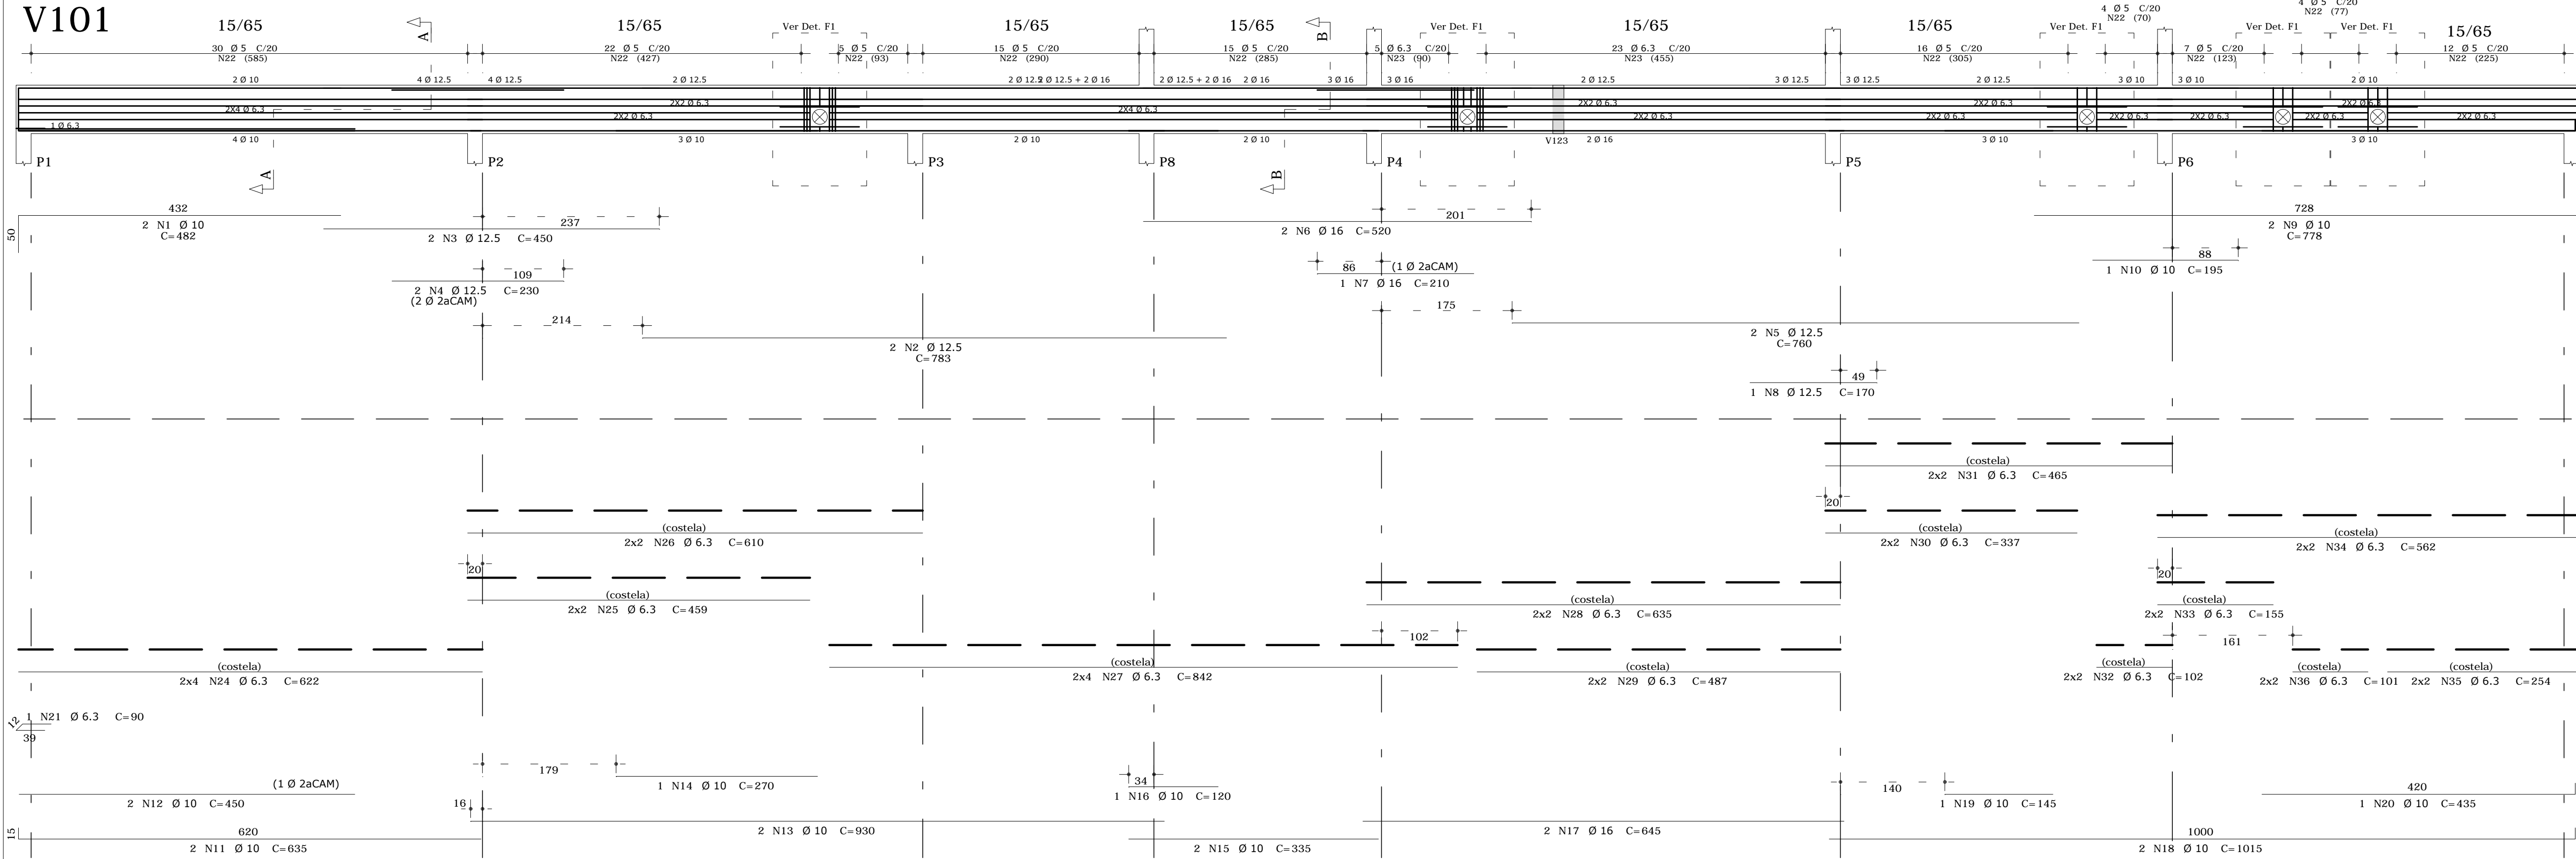 V101
15/65
15/65
15/65
15/65
15/65
15/65
15/65
A
B
Ver Det. F1
Ver Det. F1
Ver Det. F1
Ver Det. F1
Ver Det. F1
4 Ø 5 C/20
N22 (70)
4 Ø 5 C/20
N22 (77)
30 Ø 5 C/20
N22 (585)
22 Ø 5 C/20
N22 (427)
5 Ø 5 C/20
N22 (93)
15 Ø 5 C/20
N22 (290)
15 Ø 5 C/20
N22 (285)
5 Ø 6.3 C/20
N23 (90)
23 Ø 6.3 C/20
N23 (455)
16 Ø 5 C/20
N22 (305)
7 Ø 5 C/20
N22 (123)
12 Ø 5 C/20
N22 (225)
2 Ø 10
4 Ø 12.5
4 Ø 12.5
2 Ø 12.5
2 Ø 12.5
2 Ø 12.5 + 2 Ø 16
2 Ø 12.5 + 2 Ø 16
2 Ø 16
3 Ø 16
3 Ø 16
2 Ø 12.5
3 Ø 12.5
3 Ø 12.5
2 Ø 12.5
3 Ø 10
3 Ø 10
2 Ø 10
2X4 Ø 6.3
2X2 Ø 6.3
2X2 Ø 6.3
2X4 Ø 6.3
2X2 Ø 6.3
2X2 Ø 6.3
2X2 Ø 6.3
2X2 Ø 6.3
2X2 Ø 6.3
2X2 Ø 6.3
2X2 Ø 6.3
2X2 Ø 6.3
2X2 Ø 6.3
1 Ø 6.3
4 Ø 10
3 Ø 10
2 Ø 10
2 Ø 10
V123
2 Ø 16
3 Ø 10
3 Ø 10
P1
P2
P3
P8
P4
P5
P6
A
B
432
50
2 N1 Ø 10
C=482
237
2 N3 Ø 12.5 C=450
201
2 N6 Ø 16 C=520
728
2 N9 Ø 10
C=778
109
2 N4 Ø 12.5 C=230
(2 Ø 2aCAM)
86
(1 Ø 2aCAM)
1 N7 Ø 16 C=210
88
1 N10 Ø 10 C=195
214
2 N2 Ø 12.5
C=783
175
2 N5 Ø 12.5
C=760
49
1 N8 Ø 12.5 C=170
(costela)
2x2 N31 Ø 6.3 C=465
20
(costela)
2x2 N26 Ø 6.3 C=610
(costela)
2x2 N30 Ø 6.3 C=337
(costela)
2x2 N34 Ø 6.3 C=562
20
(costela)
2x2 N25 Ø 6.3 C=459
(costela)
2x2 N28 Ø 6.3 C=635
20
(costela)
2x2 N33 Ø 6.3 C=155
102
161
(costela)
2x4 N24 Ø 6.3 C=622
(costela)
2x4 N27 Ø 6.3 C=842
(costela)
2x2 N29 Ø 6.3 C=487
(costela)
2x2 N32 Ø 6.3 C=102
(costela)
2x2 N36 Ø 6.3 C=101
(costela)
2x2 N35 Ø 6.3 C=254
1 N21 Ø 6.3 C=90
12
39
179
1 N14 Ø 10 C=270
34
1 N16 Ø 10 C=120
140
1 N19 Ø 10 C=145
420
1 N20 Ø 10 C=435
(1 Ø 2aCAM)
2 N12 Ø 10 C=450
16
2 N13 Ø 10 C=930
2 N17 Ø 16 C=645
15
620
2 N11 Ø 10 C=635
2 N15 Ø 10 C=335
1000
2 N18 Ø 10 C=1015